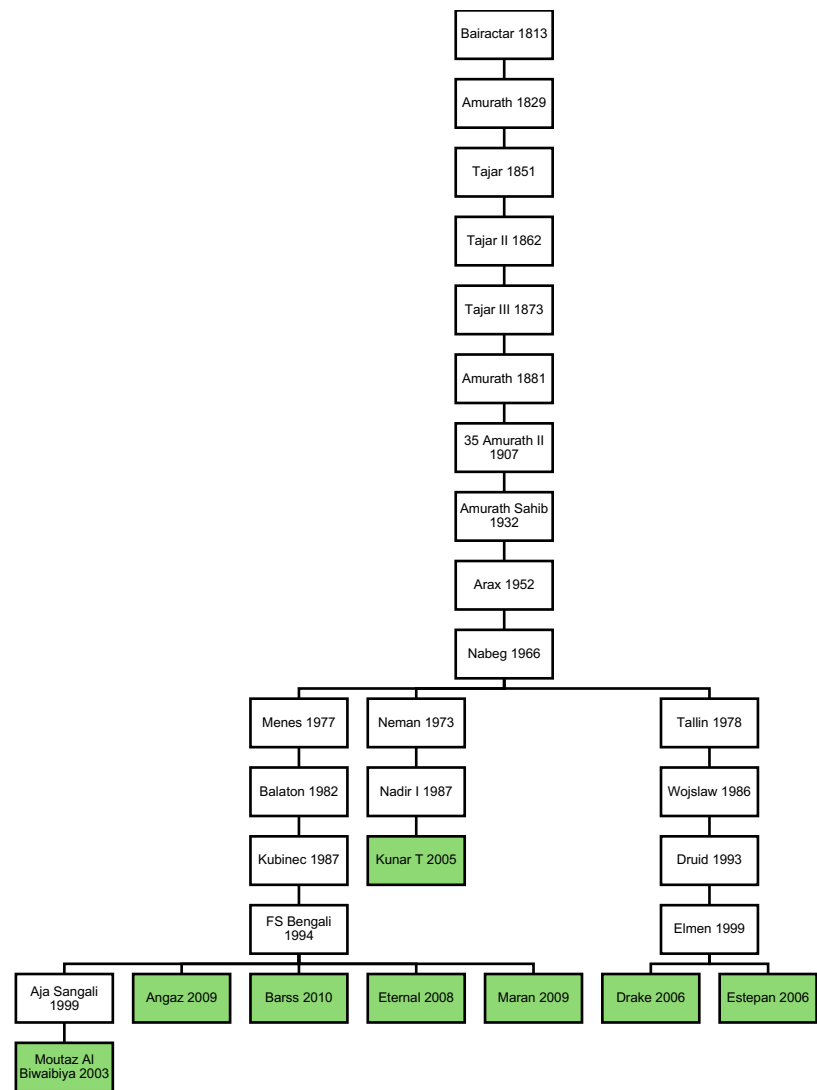 Bairactar 1813
Amurath 1829
Tajar 1851
Tajar II 1862
Tajar III 1873
Amurath 1881
35 Amurath II
1907
Amurath Sahib
1932
Arax 1952
Nabeg 1966
Menes 1977
Neman 1973
Tallin 1978
Balaton 1982
Nadir I 1987
Wojslaw 1986
Kubinec 1987
Kunar T 2005
Druid 1993
FS Bengali
1994
Elmen 1999
Aja Sangali
1999
Angaz 2009
Barss 2010
Eternal 2008
Maran 2009
Drake 2006
Estepan 2006
Moutaz Al
Biwaibiya 2003